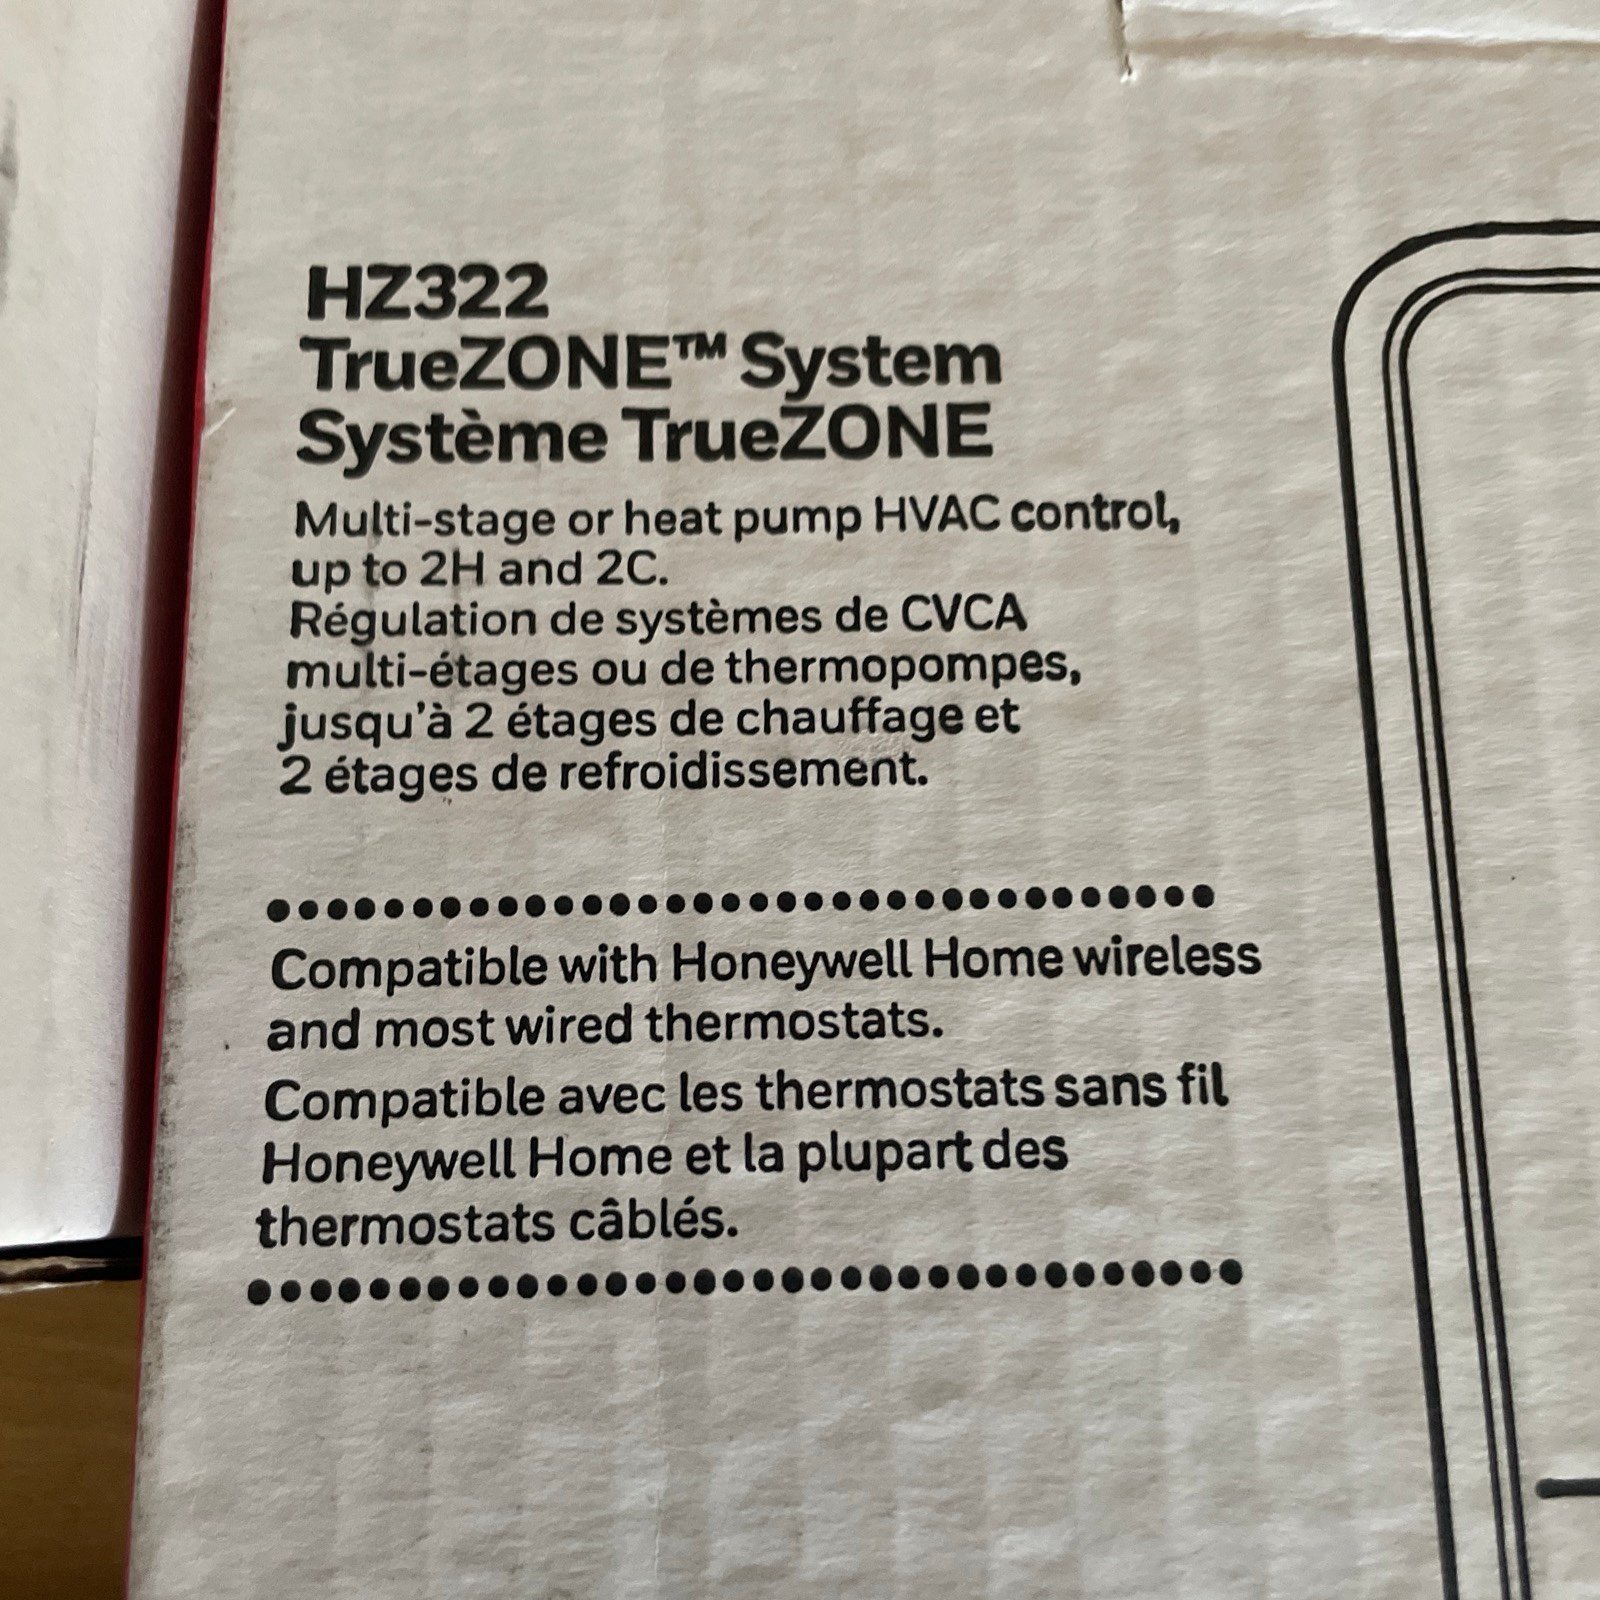 HZ322
TrueZONE™ System
Système TrueZONE
Multi-stage or heat pump HVAC control,
up to 2H and 2C.
Régulation de systèmes de CVCA
multi-étages ou de thermopompes,
jusqu'à 2 étages de chauffage et
2 étages de refroidissement.
Compatible with Honeywell Home wireless
and most wired thermostats.
Compatible avec les thermostats sans fil
Honeywell Home et la plupart des
thermostats câblés.